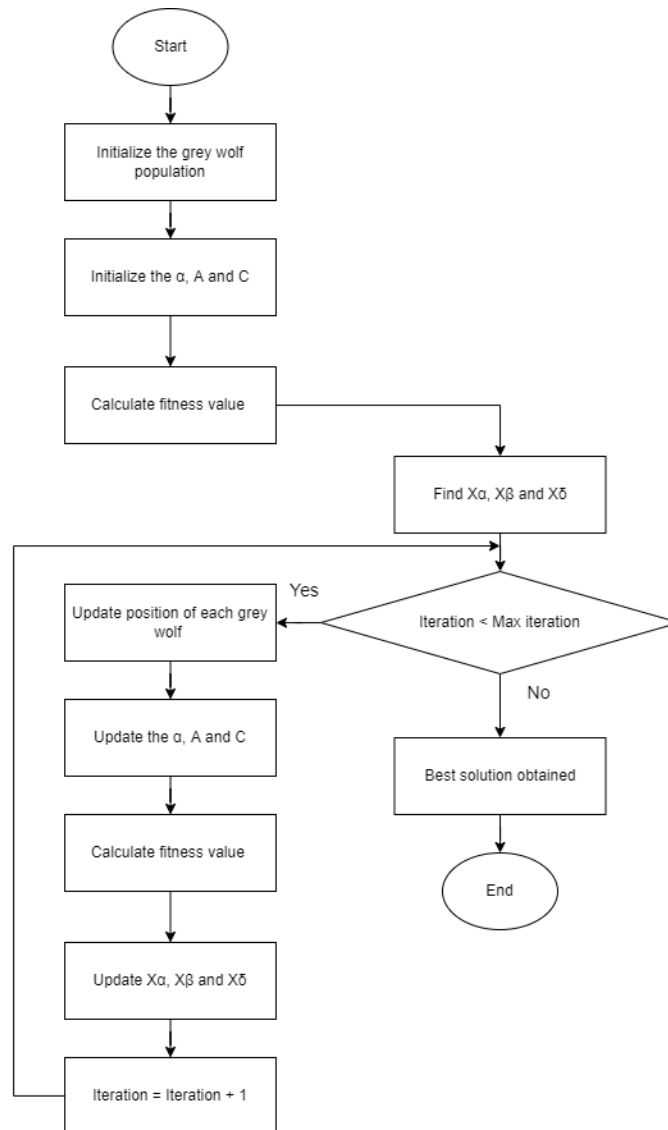 Start
Initialize the grey wolf
population
Initialize the α, A and C
Calculate fitness value
Find Xα, Xβ and Xδ
Iteration < Max iteration
Yes
No
Update position of each grey
wolf
Update the α, A and C
Calculate fitness value
Update Xα, Xβ and Xδ
Iteration = Iteration + 1
Best solution obtained
End